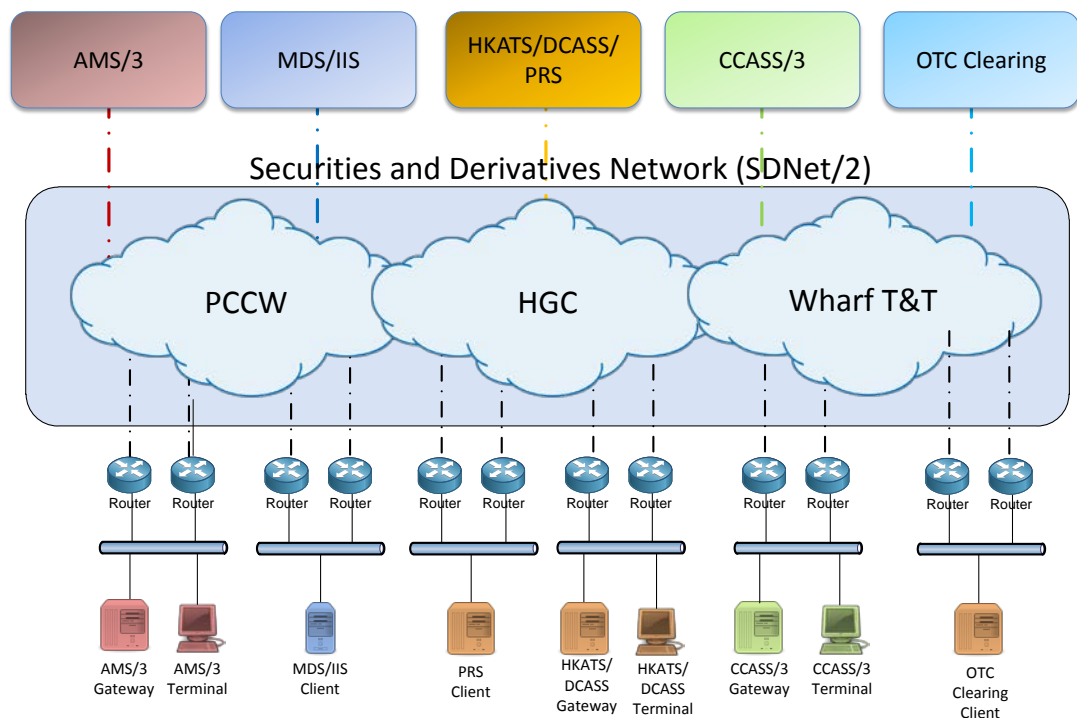 AMS/3
MDS/IIS
HKATS/DCASS/
PRS
CCASS/3
OTC Clearing
Securities and Derivatives Network (SDNet/2)
PCCW
HGC
Wharf T&T
Router
Router
Router
Router
Router
Router
Router
Router
Router
Router
Router
Router
AMS/3
Gateway
AMS/3
Terminal
MDS/IIS
Client
PRS
Client
HKATS/
DCASS
Gateway
HKATS/
DCASS
Terminal
CCASS/3
Gateway
CCASS/3
Terminal
OTC
Clearing
Client